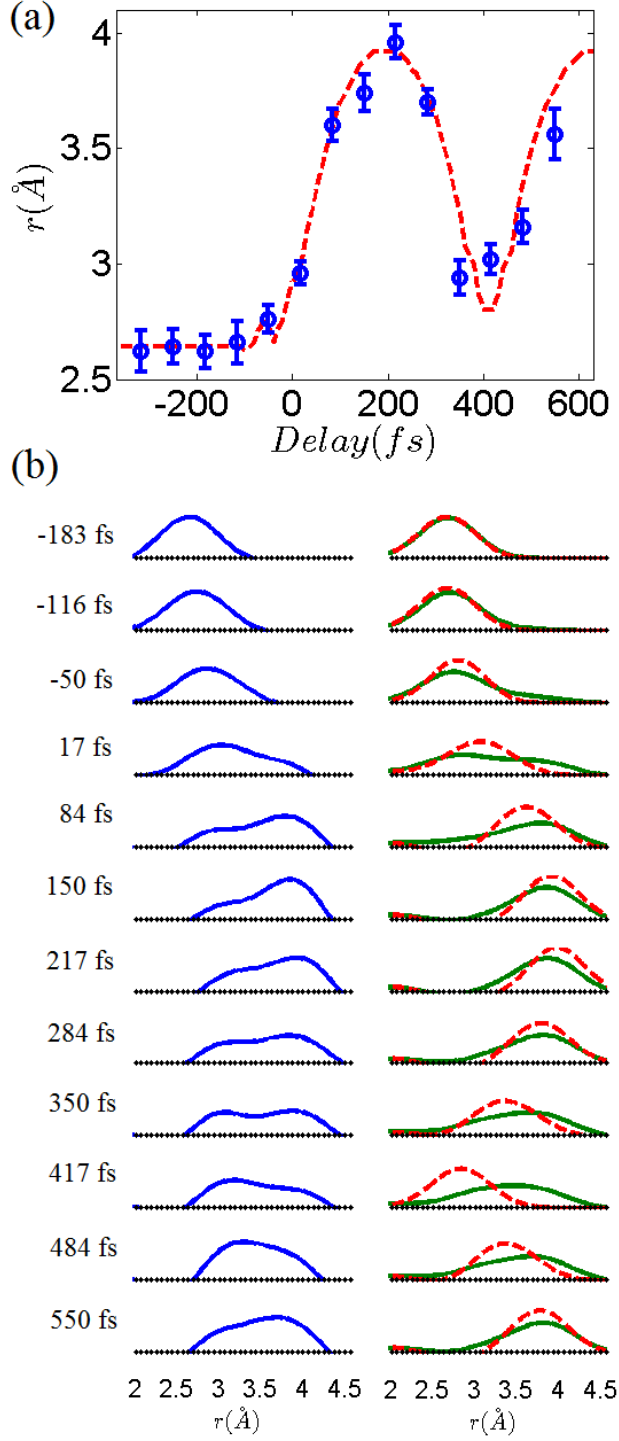 (a)
4
3.5
3
2.5
r(Å)
-200 0 200 400 600
Delay(fs)
(b)
-183 fs
-116 fs
-50 fs
17 fs
84 fs
150 fs
217 fs
284 fs
350 fs
417 fs
484 fs
550 fs
2 2.5 3 3.5 4 4.5 2 2.5 3 3.5 4 4.5
r(Å) r(Å)